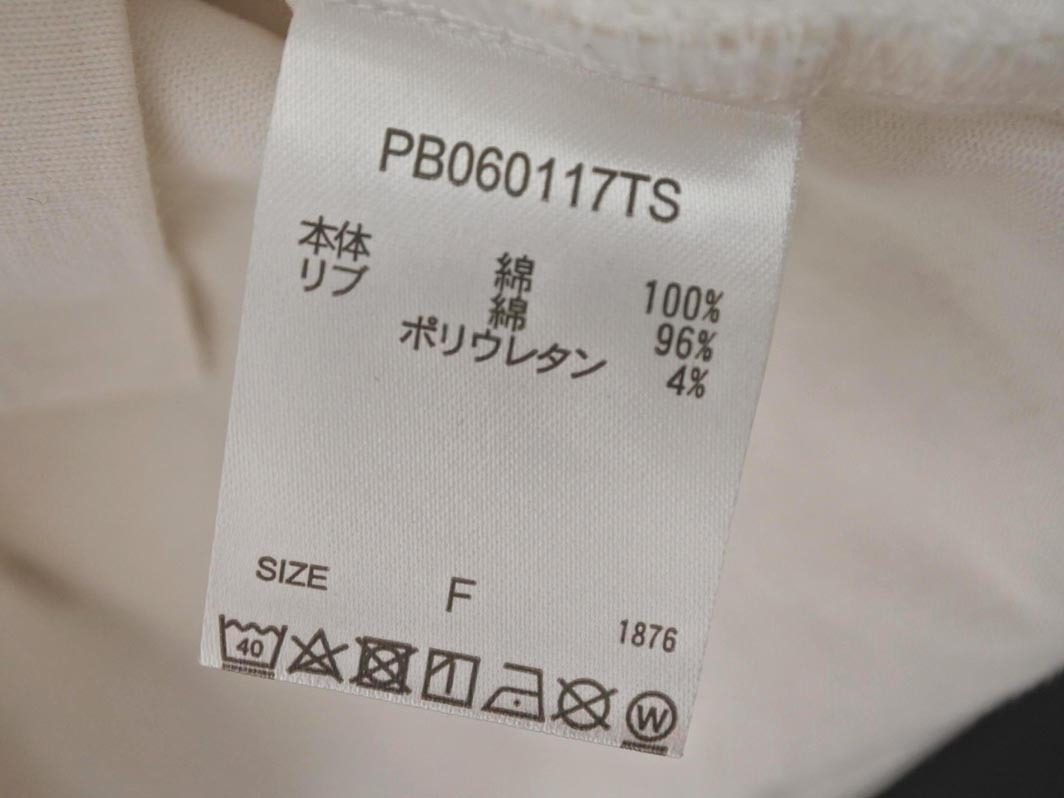 PB060117TS
本体 綿 100%
リブ 綿 96%
ポリウレタン 4%
SIZE F
1876
40
W